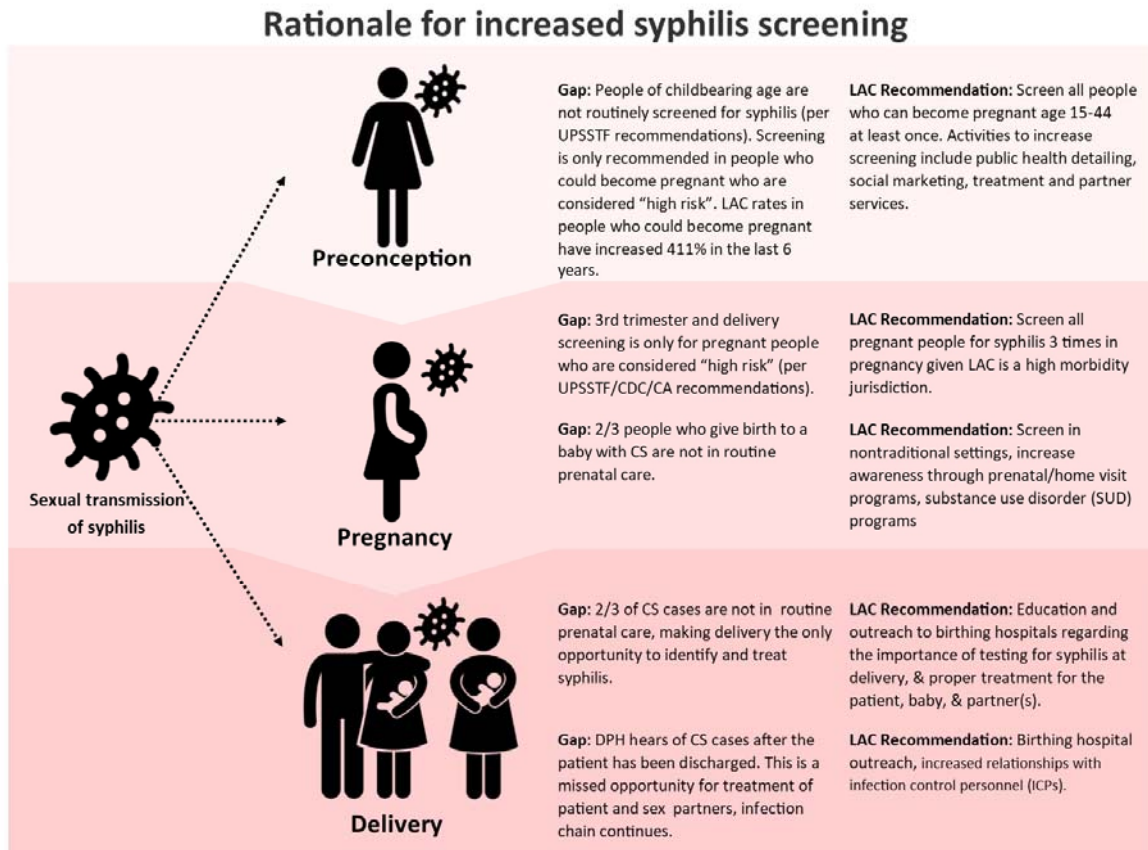 Rationale for increased syphilis screening
Gap: People of childbearing age are
not routinely screened for syphilis (per
UPSSTF recommendations). Screening
is only recommended in people who
could become pregnant who are
considered “high risk”. LAC rates in
people who could become pregnant
have increased 411% in the last 6
years.
LAC Recommendation: Screen all people
who can become pregnant age 15-44
at least once. Activities to increase
screening include public health detailing,
social marketing, treatment and partner
services.
Preconception
Gap: 3rd trimester and delivery
screening is only for pregnant people
who are considered “high risk” (per
UPSSTF/CDC/CA recommendations).
LAC Recommendation: Screen all
pregnant people for syphilis 3 times in
pregnancy given LAC is a high morbidity
jurisdiction.
Gap: 2/3 people who give birth to a
baby with CS are not in routine
prenatal care.
LAC Recommendation: Screen in
nontraditional settings, increase
awareness through prenatal/home visit
programs, substance use disorder (SUD)
programs
Sexual transmission
of syphilis
Pregnancy
Gap: 2/3 of CS cases are not in routine
prenatal care, making delivery the only
opportunity to identify and treat
syphilis.
LAC Recommendation: Education and
outreach to birthing hospitals regarding
the importance of testing for syphilis at
delivery, & proper treatment for the
patient, baby, & partner(s).
Gap: DPH hears of CS cases after the
patient has been discharged. This is a
missed opportunity for treatment of
patient and sex partners, infection
chain continues.
LAC Recommendation: Birthing hospital
outreach, increased relationships with
infection control personnel (ICPs).
Delivery